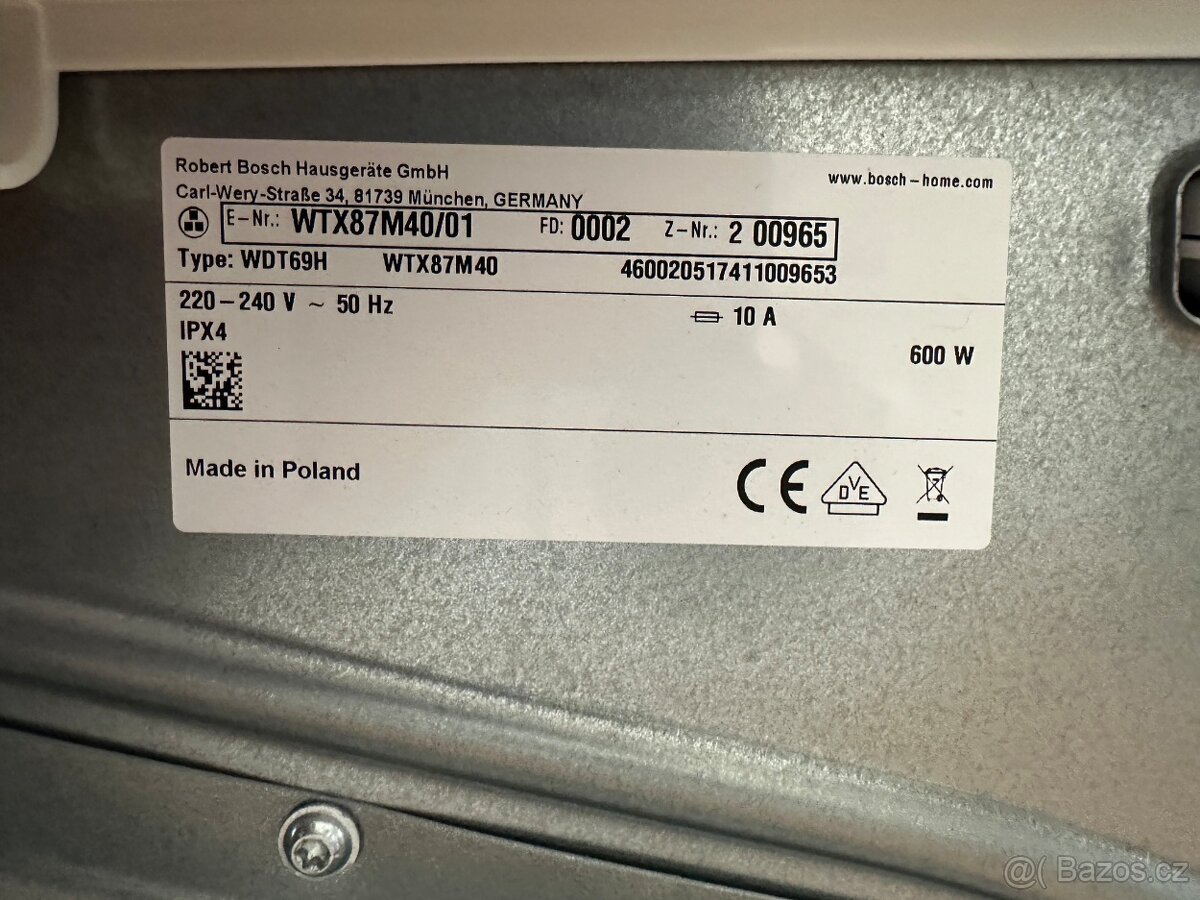 Robert Bosch Hausgeräte GmbH
Carl-Wery-Straße 34, 81739 München, GERMANY
www.bosch-home.com
E-Nr.: WTX87M40/01 FD: 0002 Z-Nr.: 2 00965
Type: WDT69H WTX87M40 460020517411009653
220-240 V ~ 50 Hz 10 A
IPX4
600 W
Made in Poland
CE DVE
@( Bazoš.cz